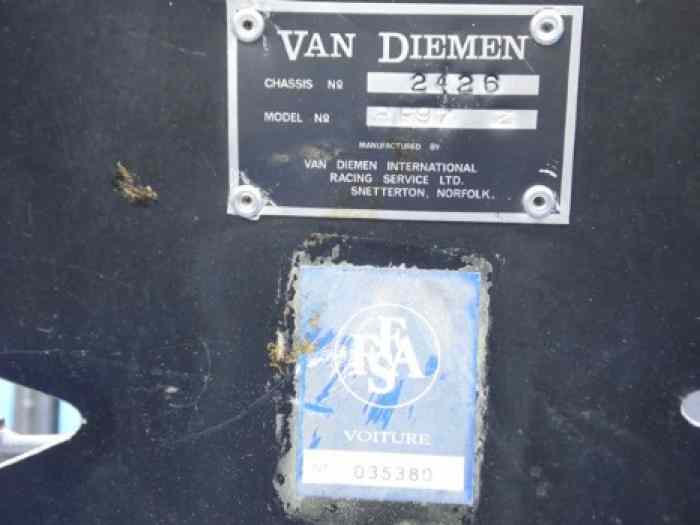 VAN DIEMEN
CHASSIS Nº 2426
MODEL Nº
MANUFACTURED BY
VAN DIEMEN INTERNATIONAL
RACING SERVICE LTD.
SNETTERTON, NORFOLK.
FFSA
VOITURE
Nº 035380